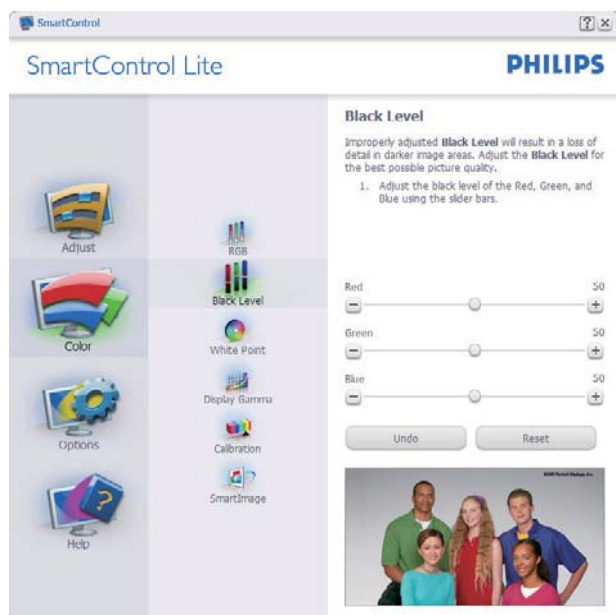 SmartControl
SmartControl Lite
PHILIPS
Adjust
Color
Options
Help
RGB
Black Level
White Point
Display Gamma
Calibration
SmartImage
Black Level
Improperly adjusted Black Level will result in a loss of
detail in darker image areas. Adjust the Black Level for
the best possible picture quality.
1. Adjust the black level of the Red, Green, and
Blue using the slider bars.
Red 50
Green 50
Blue 50
Undo Reset